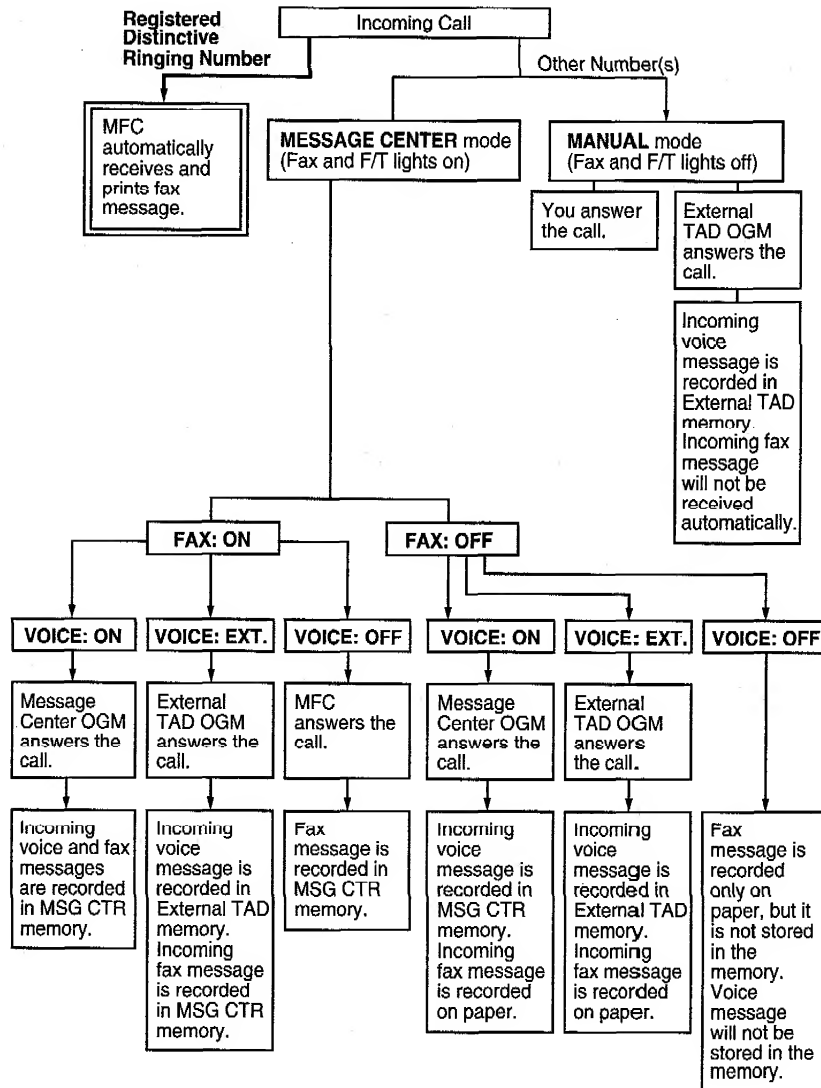 Registered
Distinctive
Ringing Number
Incoming Call
Other Number(s)
MFC
automatically
receives and
prints fax
message.
MESSAGE CENTER mode
(Fax and F/T lights on)
MANUAL mode
(Fax and F/T lights off)
You answer
the call.
External
TAD OGM
answers the
call.
Incoming
voice
message is
recorded in
External TAD
memory.
Incoming fax
message
will not be
received
automatically.
FAX: ON
FAX: OFF
VOICE: ON
VOICE: EXT.
VOICE: OFF
VOICE: ON
VOICE: EXT.
VOICE: OFF
Message
Center OGM
answers the
call.
External
TAD OGM
answers the
call.
MFC
answers the
call.
Message
Center OGM
answers the
call.
External
TAD OGM
answers
the call.
Incoming
voice and fax
messages
are recorded
in MSG CTR
memory.
Incoming
voice
message is
recorded in
External TAD
memory.
Incoming
fax message
is recorded
in MSG CTR
memory.
Fax
message is
recorded in
MSG CTR
memory.
Incoming
voice
message is
recorded in
MSG CTR
memory.
Incoming
fax message
is recorded
on paper.
Incoming
voice
message is
recorded in
External TAD
memory.
Incoming
fax message
is recorded
on paper.
Fax
message is
recorded
only on
paper, but it
is not stored
in the
memory.
Voice
message
will not be
stored in the
memory.